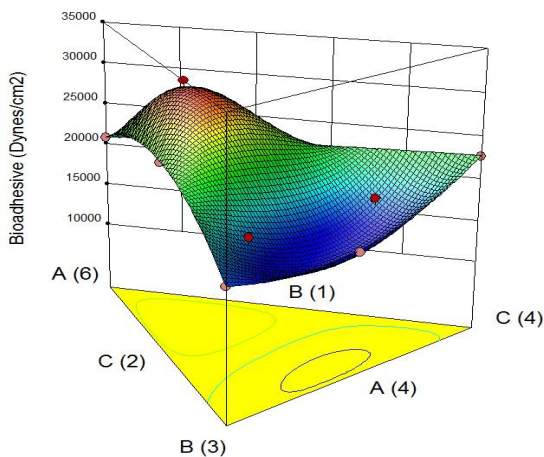 35000
30000
25000
20000
15000
10000
Bioadhesive (Dynes/cm2)
A (6)
B (1)
C (4)
C (2)
A (4)
B (3)